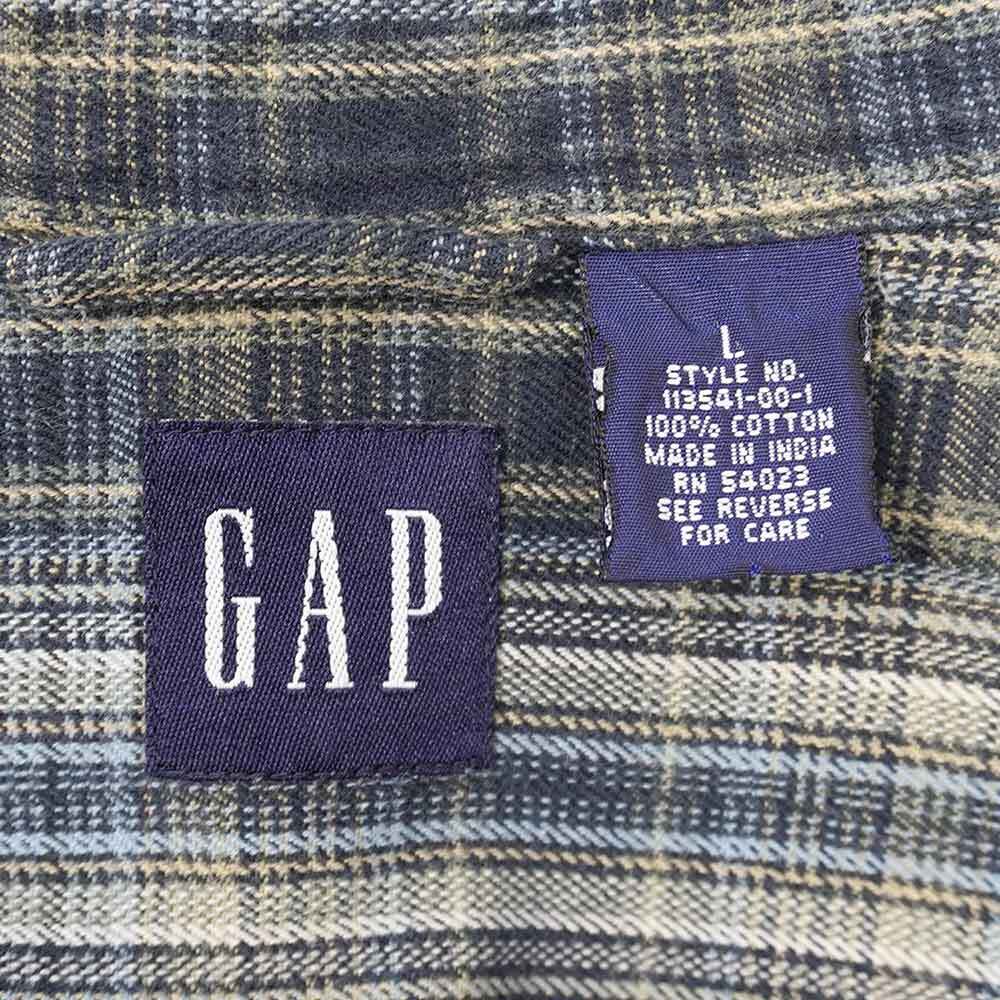 GAP
L
STYLE NO.
113541-00-1
100% COTTON
MADE IN INDIA
RN 54023
SEE REVERSE
FOR CARE